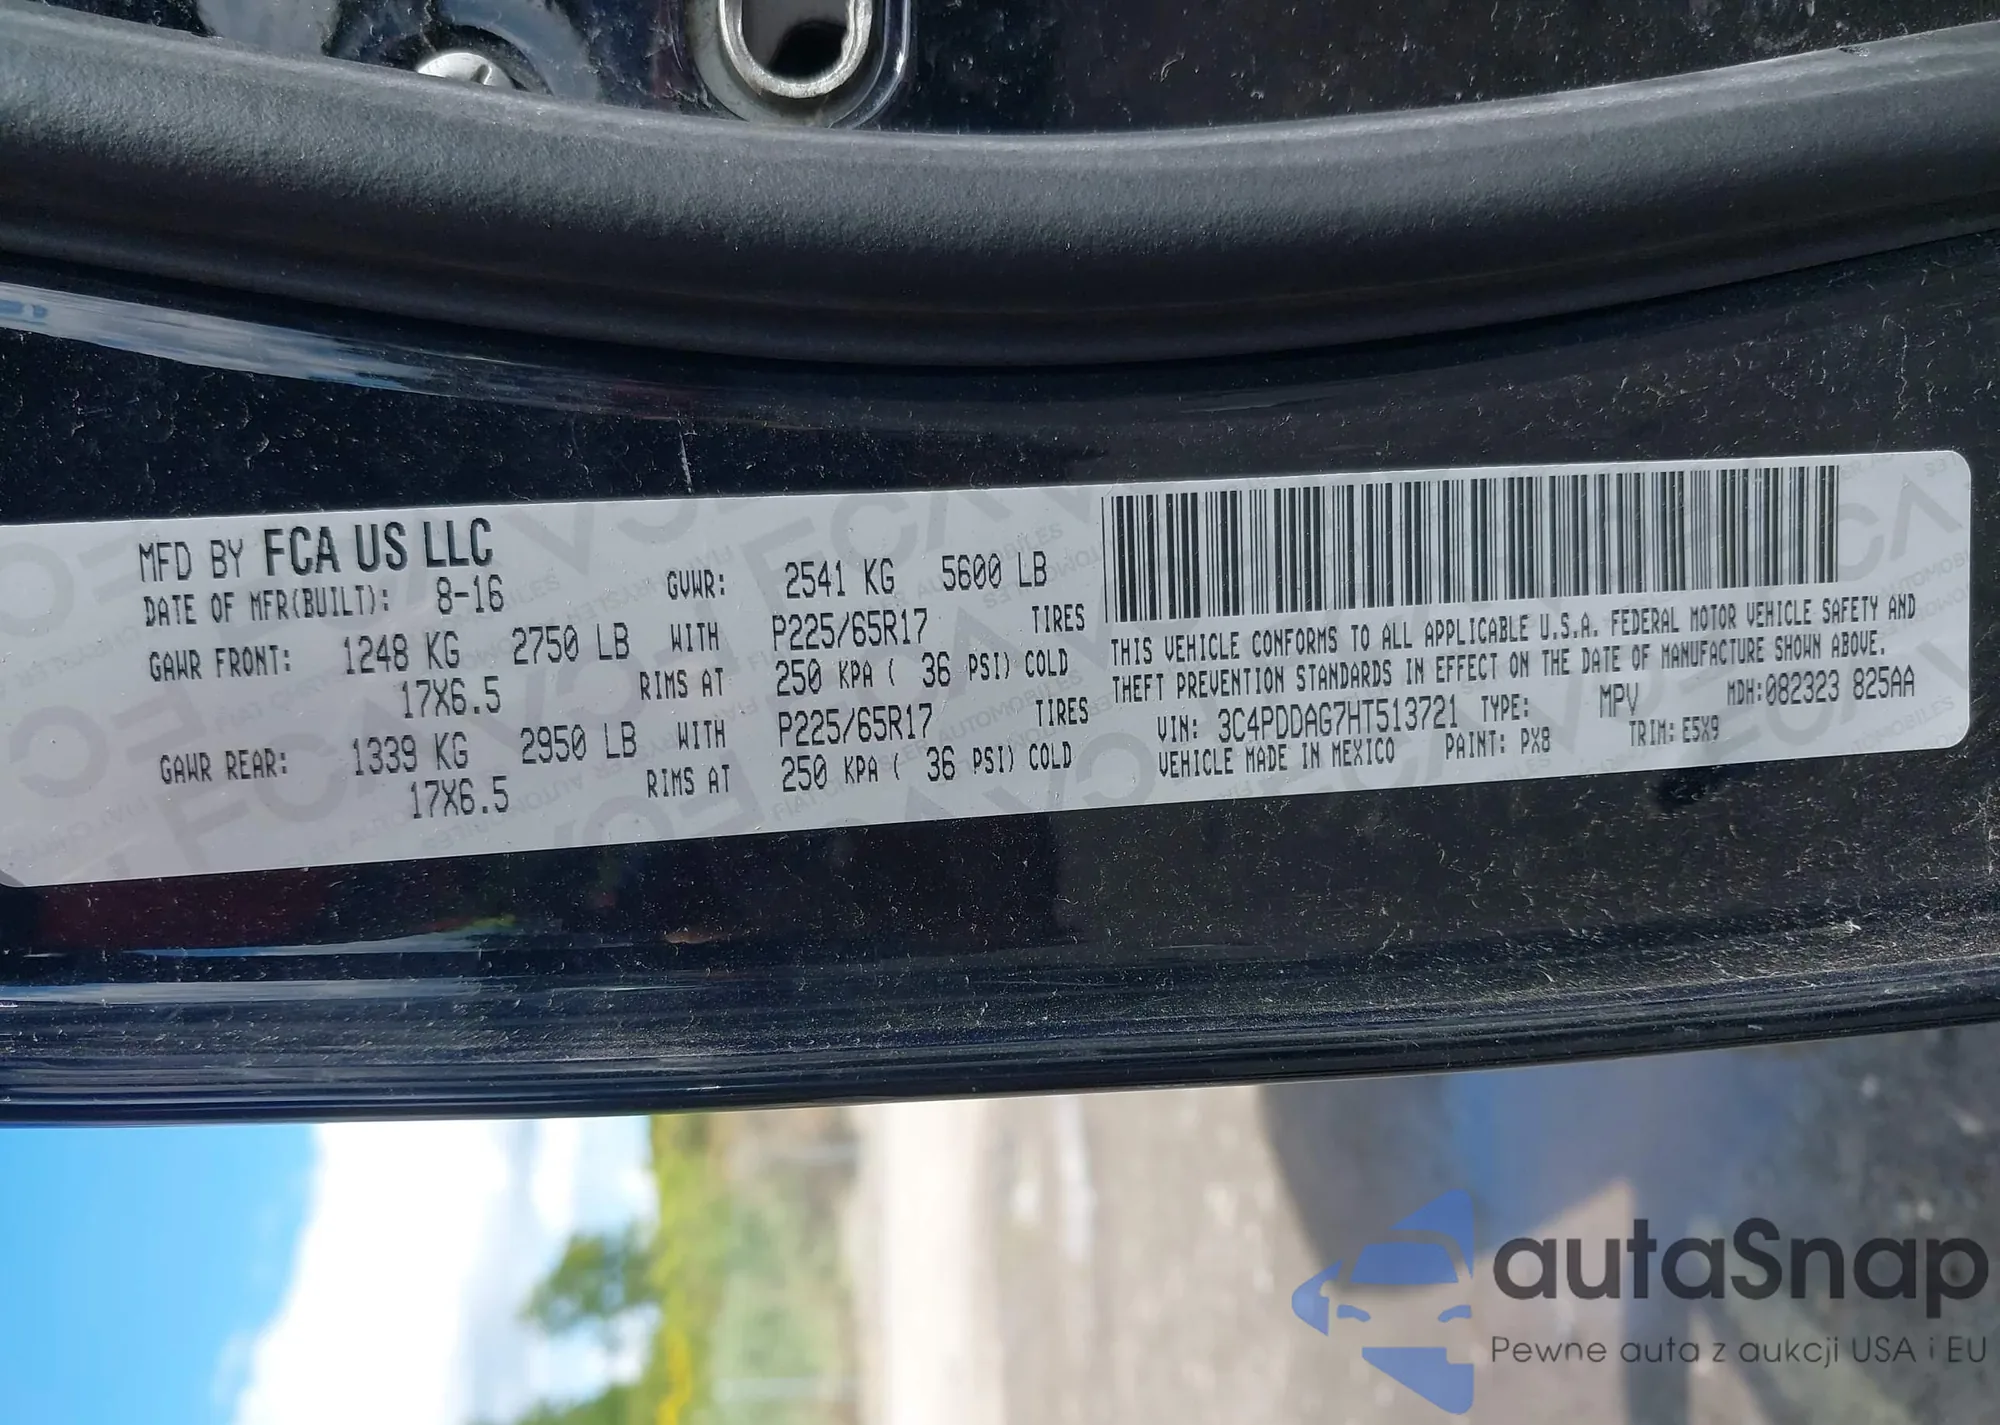 MFD BY FCA US LLC
DATE OF MFR(BUILT): 8-16 GVWR: 2541 KG 5600 LB
GAWR FRONT: 1248 KG 2750 LB WITH P225/65R17 TIRES
17X6.5 RIMS AT 250 KPA ( 36 PSI) COLD
GAWR REAR: 1339 KG 2950 LB WITH P225/65R17 TIRES
17X6.5 RIMS AT 250 KPA ( 36 PSI) COLD
THIS VEHICLE CONFORMS TO ALL APPLICABLE U.S.A. FEDERAL MOTOR VEHICLE SAFETY AND
THEFT PREVENTION STANDARDS IN EFFECT ON THE DATE OF MANUFACTURE SHOWN ABOVE.
VIN: 3C4PDDAG7HT513721 TYPE: MPV MDH:082323 825AA
VEHICLE MADE IN MEXICO PAINT: PX8 TRIM: E5X9
autaSnap
Pewne auta z aukcji USA i EU